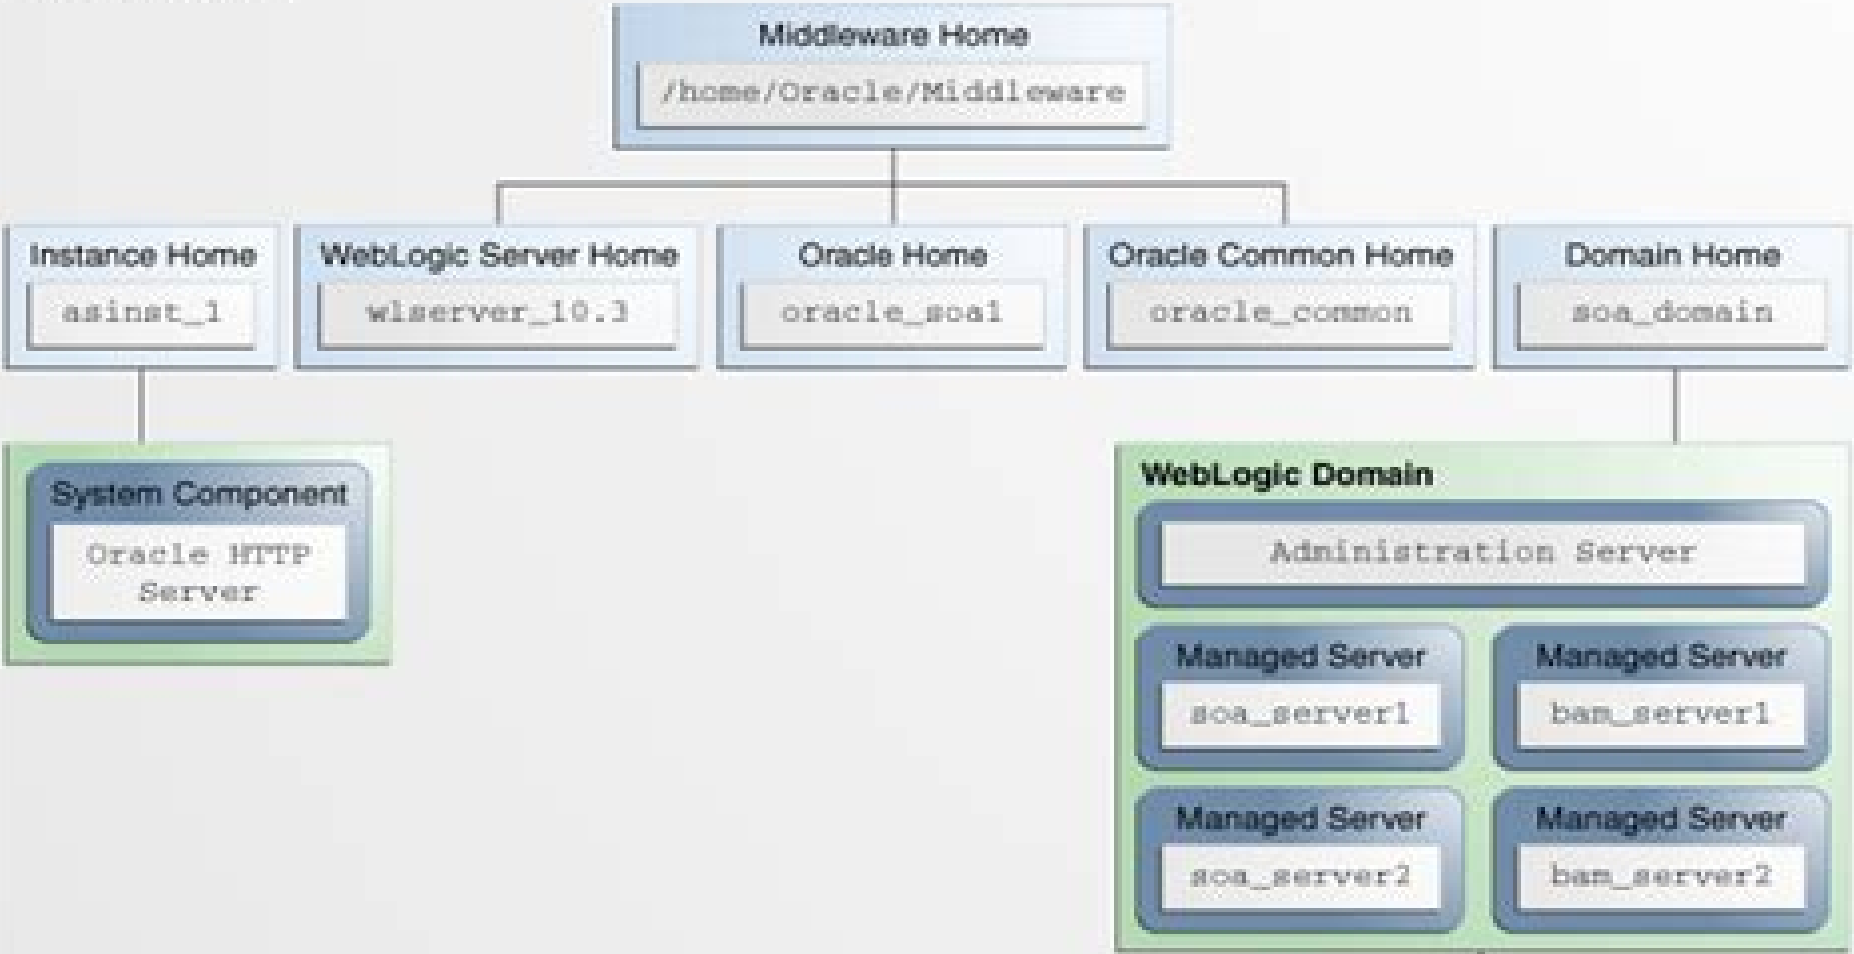 Middleware Home
/home/Oracle/Middleware
Instance Home
asinst_1
WebLogic Server Home
wlserver_10.3
Oracle Home
oracle_soa1
Oracle Common Home
oracle_common
Domain Home
soa_domain
System Component
Oracle HTTP
Server
WebLogic Domain
Administration Server
Managed Server
soa_server1
Managed Server
bam_server1
Managed Server
soa_server2
Managed Server
bam_server2